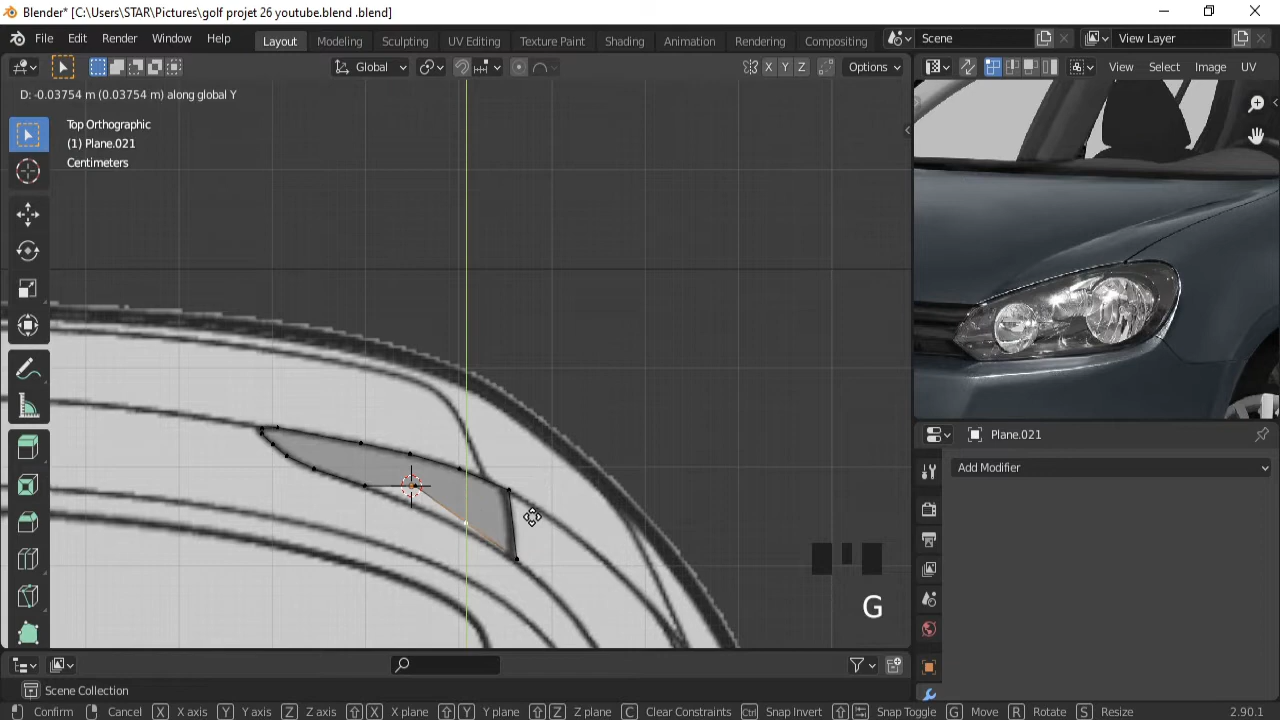 Blender* [C:\Users\STAR\Pictures\golf projet 26 youtube.blend .blend]
File Edit Render Window Help
Layout Modeling Sculpting UV Editing Texture Paint Shading Animation Rendering Compositing
Scene
View Layer
Global
X Y Z
Options
View Select Image UV
D: -0.03754 m (0.03754 m) along global Y
Top Orthographic
(1) Plane.021
Centimeters
G
Plane.021
Add Modifier
Scene Collection
Confirm Cancel X X axis Y Y axis Z Z axis X X plane Y Y plane Z Z plane C Clear Constraints Ctrl Snap Invert Snap Toggle G Move R Rotate S Resize 2.90.1